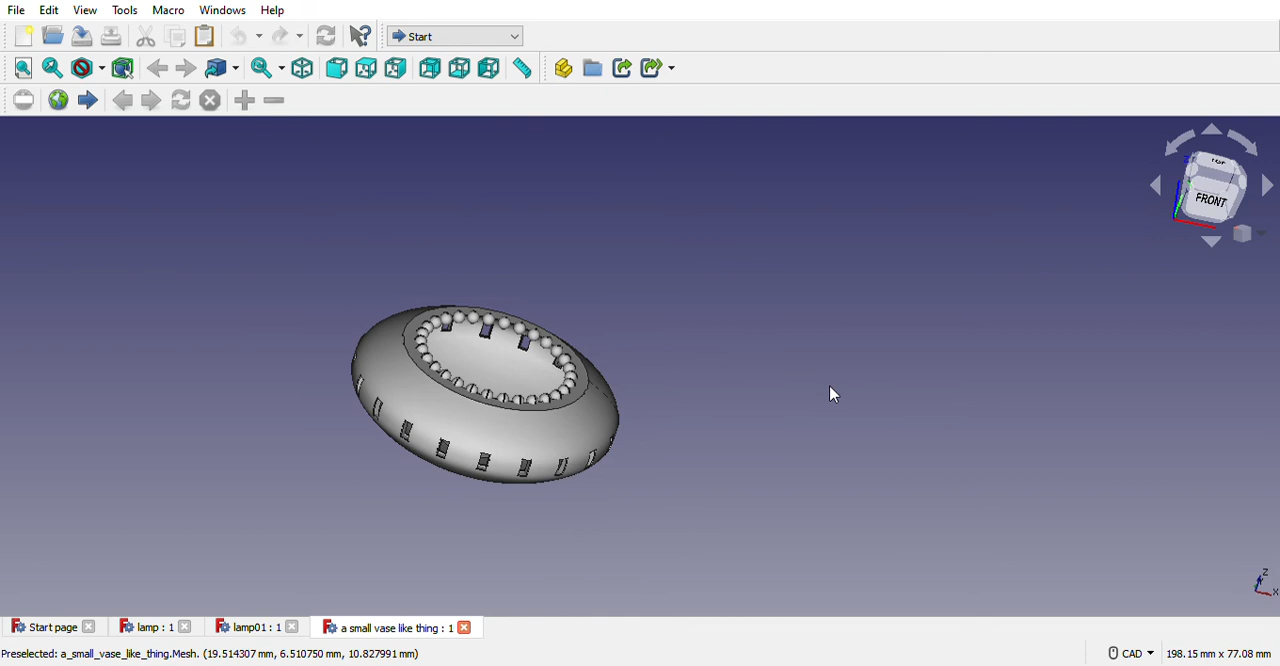 File Edit View Tools Macro Windows Help
Start
TOP
FRONT
Z
X
Start page lamp : 1 lamp01 : 1 a small vase like thing : 1
Preselected: a_small_vase_like_thing.Mesh. (19.514307 mm, 6.510750 mm, 10.827991 mm) CAD 198.15 mm x 77.08 mm